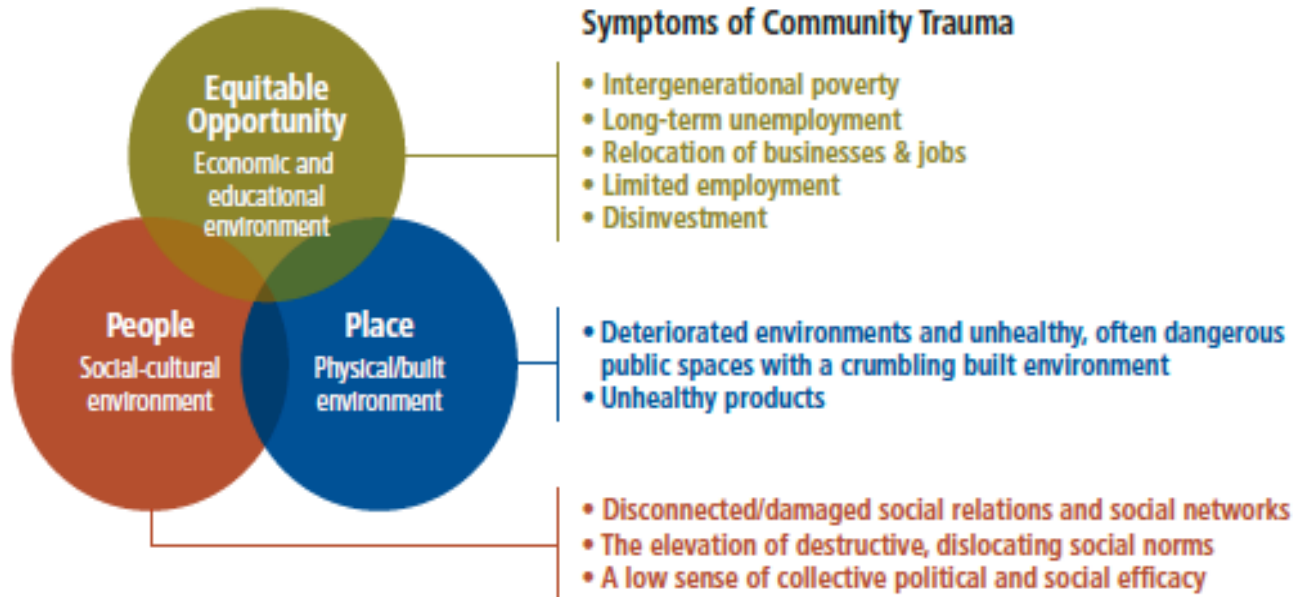 Symptoms of Community Trauma
Equitable
Opportunity
Economic and
educational
environment
• Intergenerational poverty
• Long-term unemployment
• Relocation of businesses & jobs
• Limited employment
• Disinvestment
People
Social-cultural
environment
Place
Physical/built
environment
• Deteriorated environments and unhealthy, often dangerous
public spaces with a crumbling built environment
• Unhealthy products
• Disconnected/damaged social relations and social networks
• The elevation of destructive, dislocating social norms
• A low sense of collective political and social efficacy